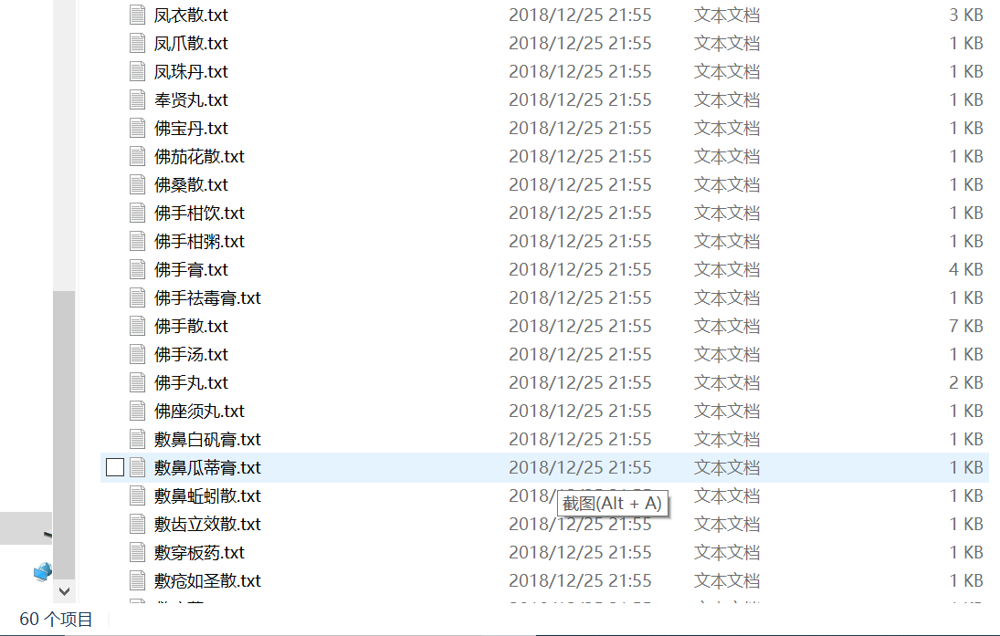 凤衣散.txt 2018/12/25 21:55 文本文档 3 KB
凤爪散.txt 2018/12/25 21:55 文本文档 1 KB
凤珠丹.txt 2018/12/25 21:55 文本文档 1 KB
奉贤丸.txt 2018/12/25 21:55 文本文档 1 KB
佛宝丹.txt 2018/12/25 21:55 文本文档 1 KB
佛茄花散.txt 2018/12/25 21:55 文本文档 1 KB
佛桑散.txt 2018/12/25 21:55 文本文档 1 KB
佛手柑饮.txt 2018/12/25 21:55 文本文档 1 KB
佛手柑粥.txt 2018/12/25 21:55 文本文档 1 KB
佛手膏.txt 2018/12/25 21:55 文本文档 4 KB
佛手祛毒膏.txt 2018/12/25 21:55 文本文档 1 KB
佛手散.txt 2018/12/25 21:55 文本文档 7 KB
佛手汤.txt 2018/12/25 21:55 文本文档 1 KB
佛手丸.txt 2018/12/25 21:55 文本文档 2 KB
佛座须丸.txt 2018/12/25 21:55 文本文档 1 KB
敷鼻白矾膏.txt 2018/12/25 21:55 文本文档 1 KB
敷鼻瓜蒂膏.txt 2018/12/25 21:55 文本文档 1 KB
敷鼻蚯蚓散.txt 2018/ 文本文档 1 KB
截图(Alt + A)
敷齿立效散.txt 2018/12/25 21:55 文本文档 1 KB
敷穿板药.txt 2018/12/25 21:55 文本文档 1 KB
敷疮如圣散.txt 2018/12/25 21:55 文本文档 1 KB
60 个项目